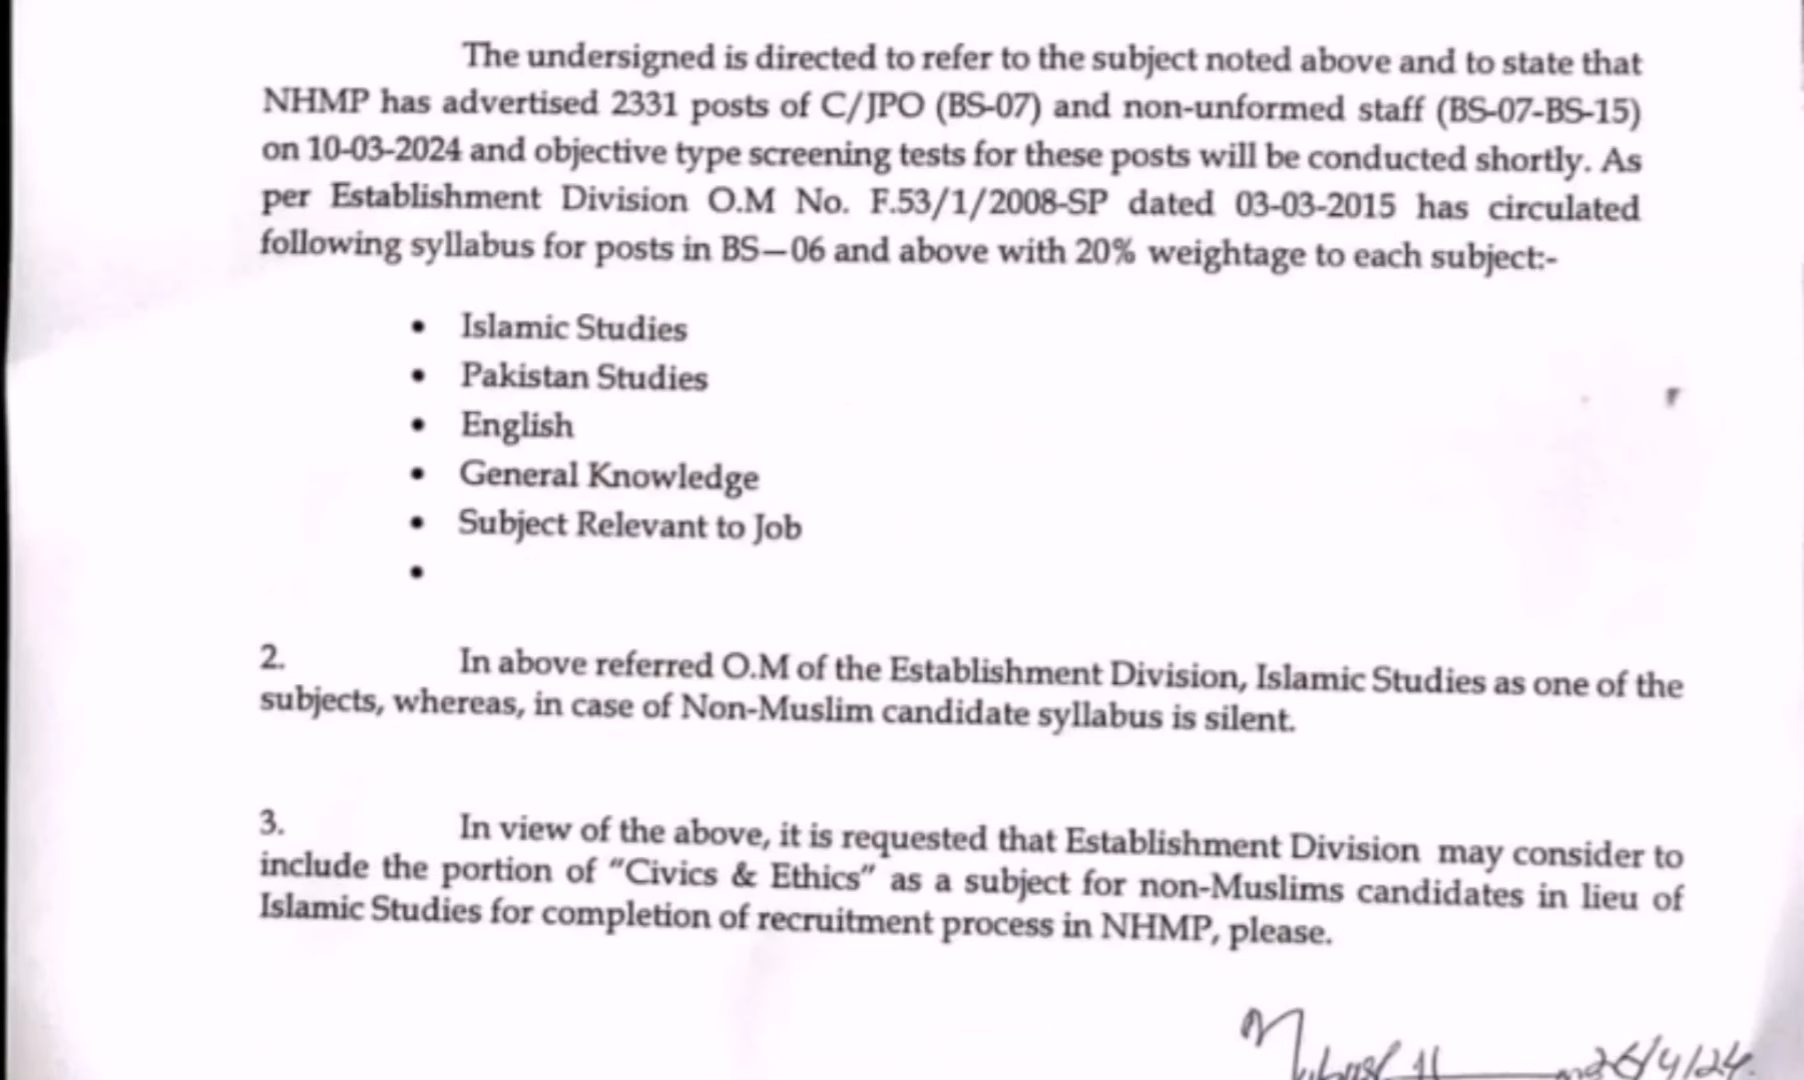 The undersigned is directed to refer to the subject noted above and to state that
NHMP has advertised 2331 posts of C/JPO (BS-07) and non-unformed staff (BS-07-BS-15)
on 10-03-2024 and objective type screening tests for these posts will be conducted shortly. As
per Establishment Division O.M No. F.53/1/2008-SP dated 03-03-2015 has circulated
following syllabus for posts in BS—06 and above with 20% weightage to each subject:-
• Islamic Studies
• Pakistan Studies
• English
• General Knowledge
• Subject Relevant to Job
•
2. In above referred O.M of the Establishment Division, Islamic Studies as one of the
subjects, whereas, in case of Non-Muslim candidate syllabus is silent.
3. In view of the above, it is requested that Establishment Division may consider to
include the portion of "Civics & Ethics" as a subject for non-Muslims candidates in lieu of
Islamic Studies for completion of recruitment process in NHMP, please.
26/4/24